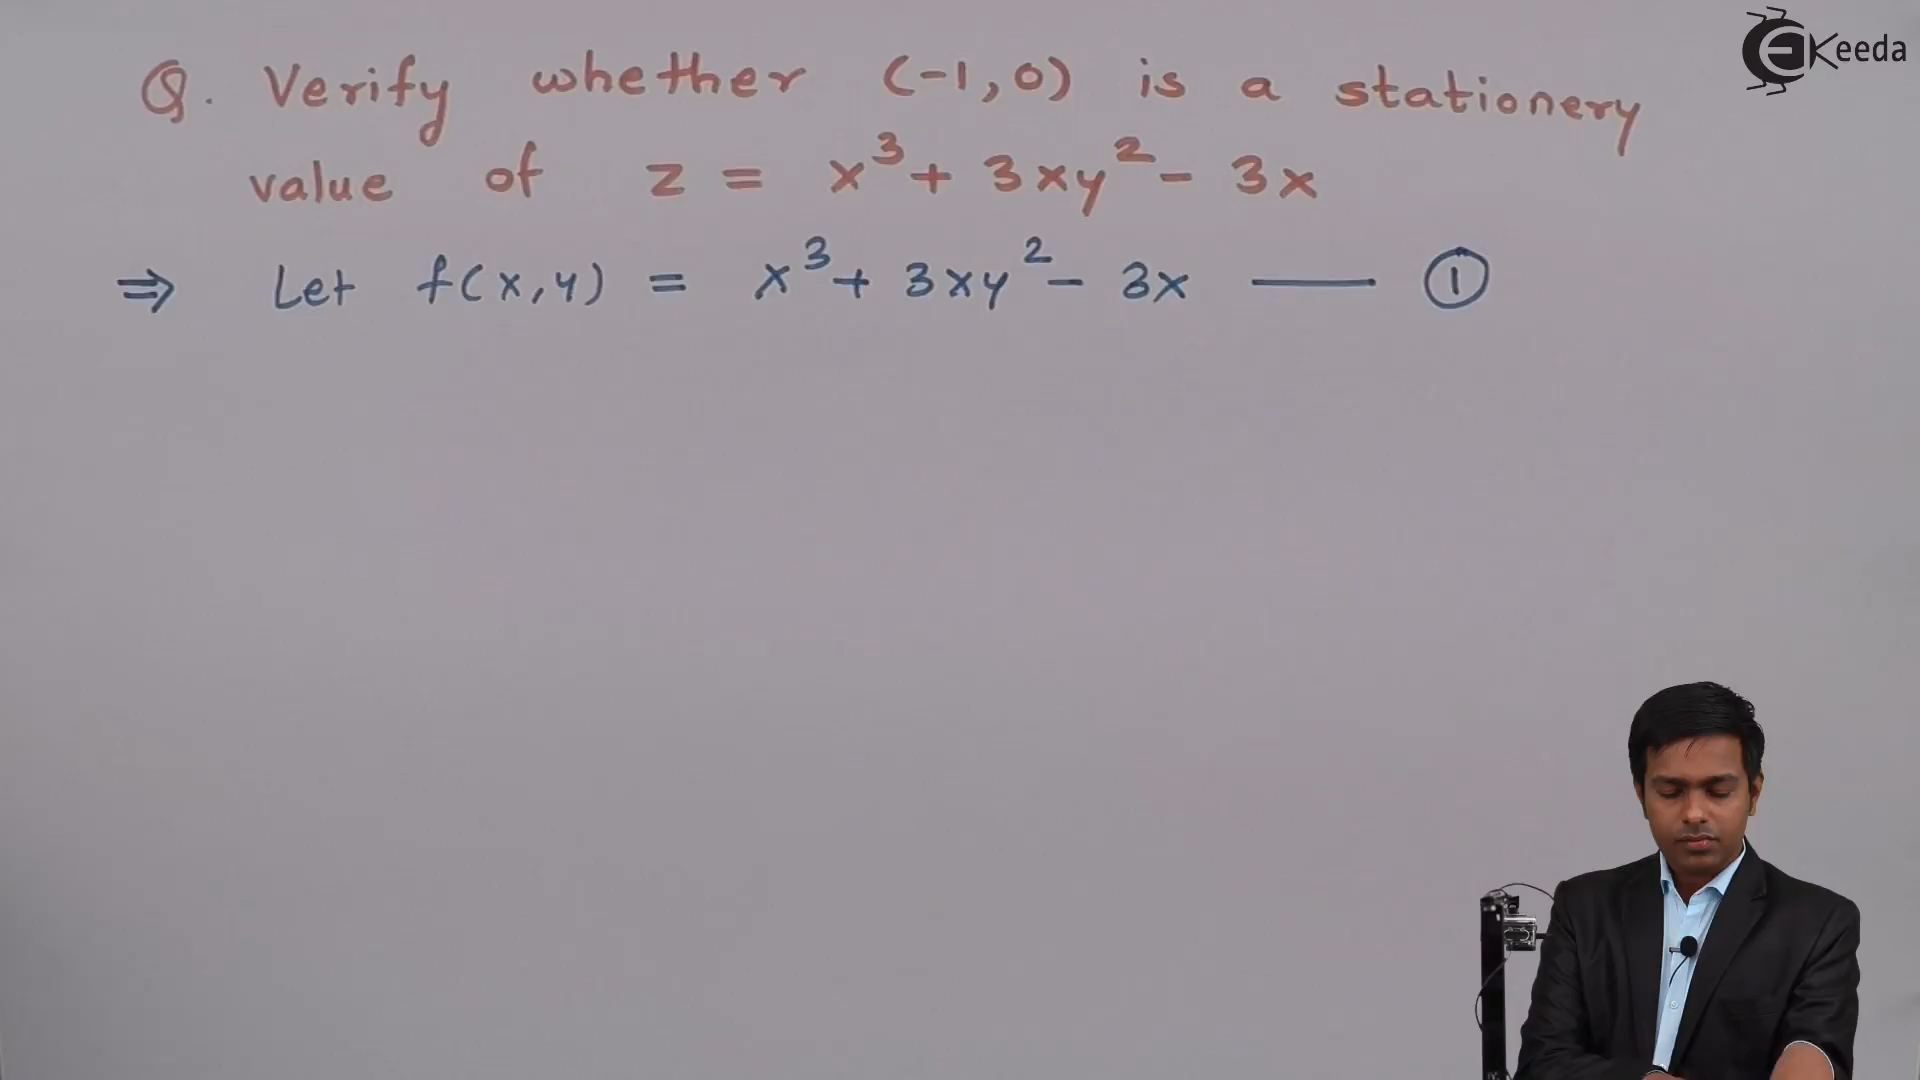 EKeeda
Q. Verify whether (-1,0) is a stationery
value of z = x³ + 3xy² - 3x
⇒ Let f(x,y) = x³ + 3xy² - 3x —— ①